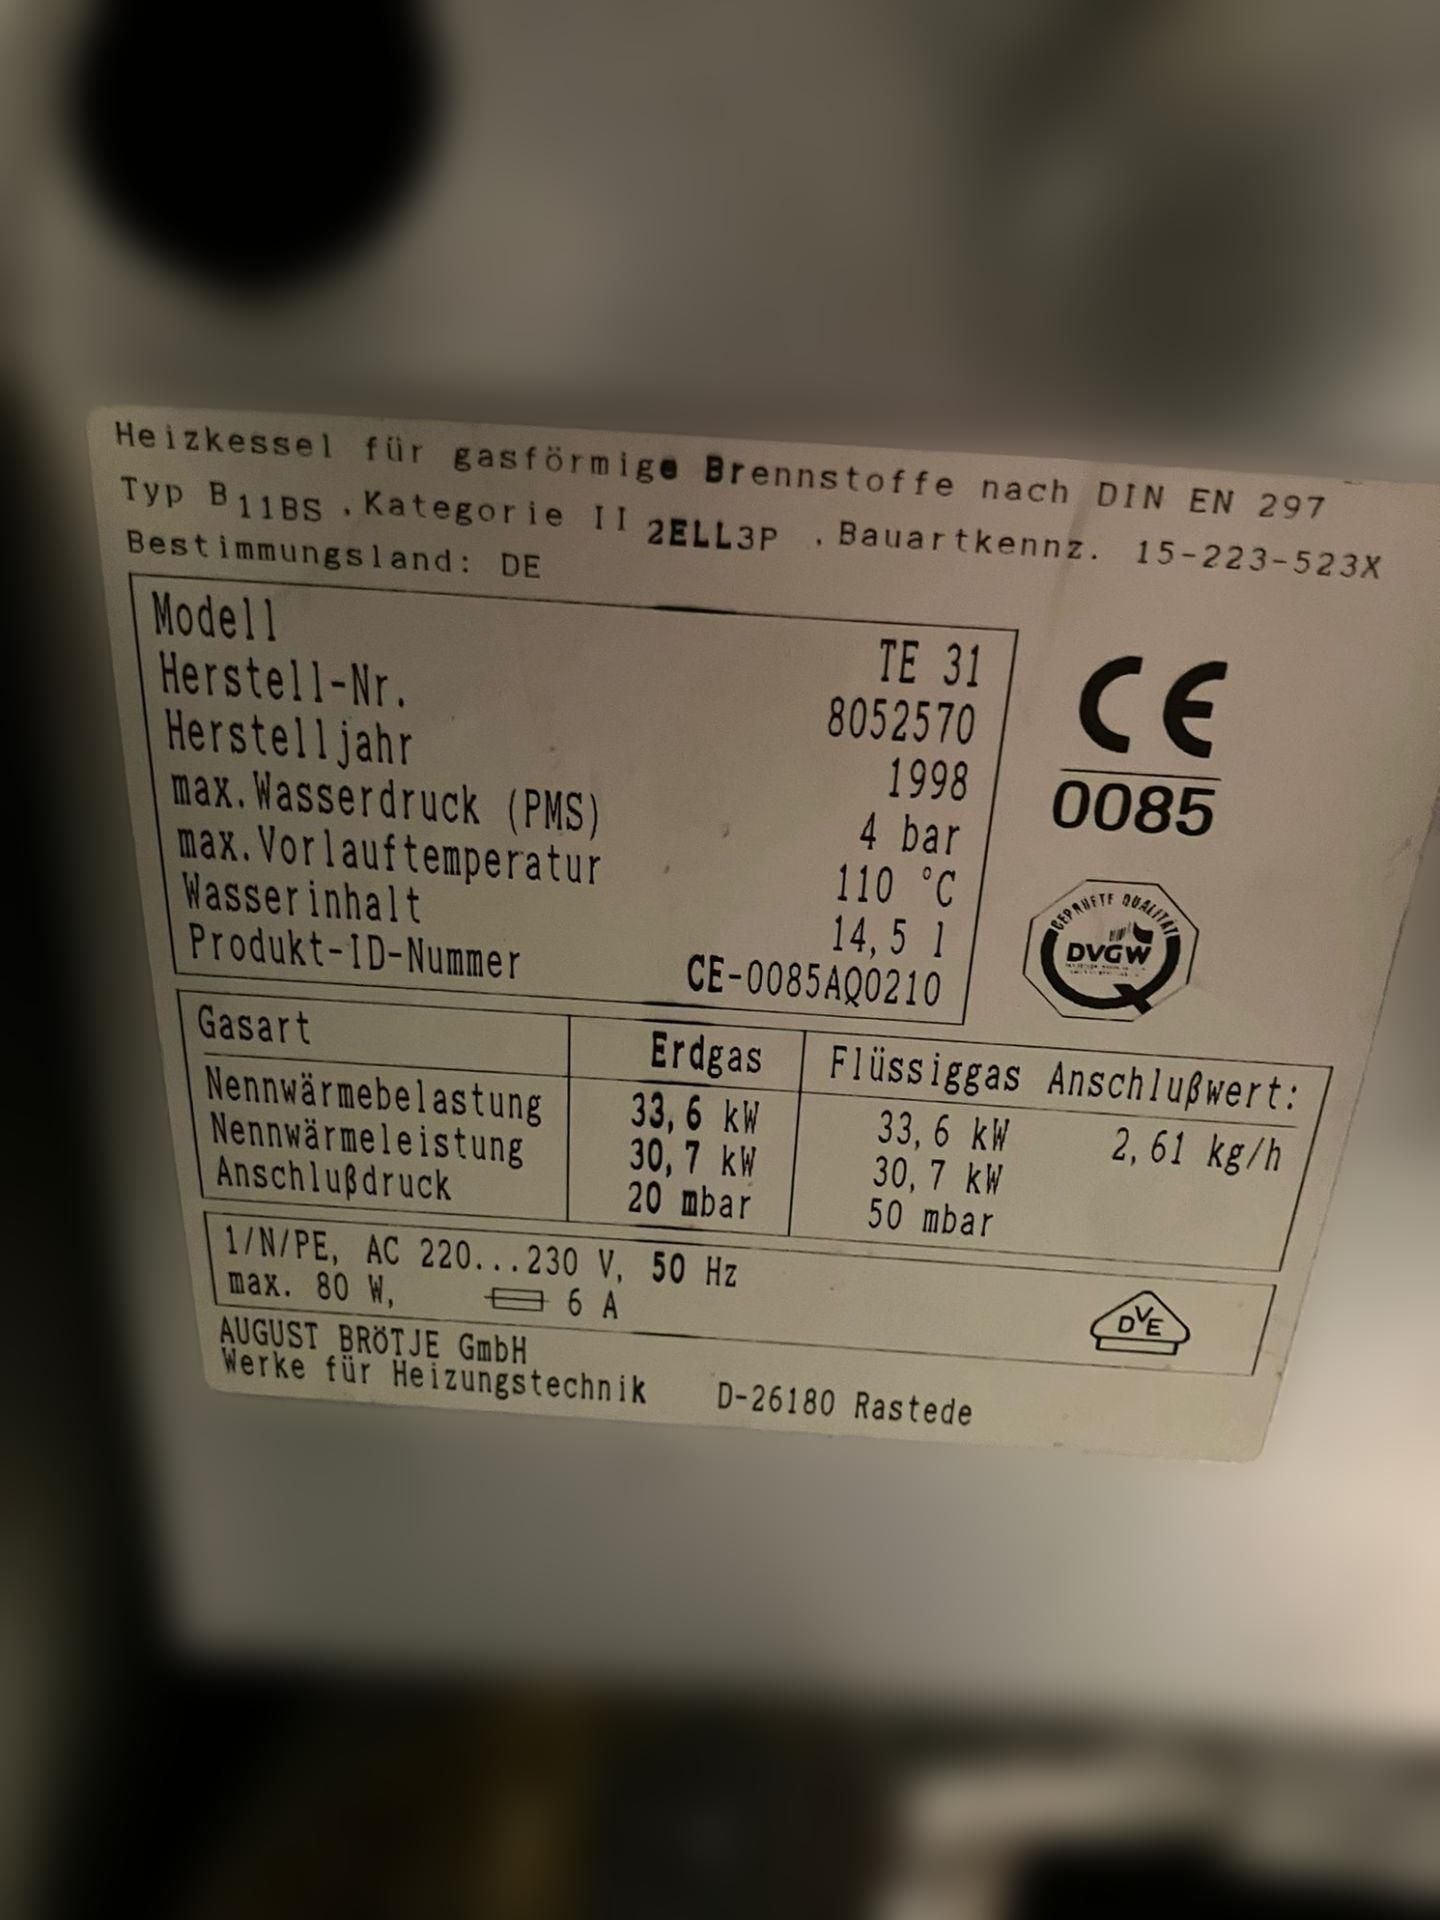 Heizkessel für gasförmige Brennstoffe nach DIN EN 297
Typ B11BS , Kategorie II 2ELL3P , Bauartkennz. 15-223-523X
Bestimmungsland: DE
Modell TE 31
Herstell-Nr. 8052570
Herstelljahr 1998
max.Wasserdruck (PMS) 4 bar
max.Vorlauftemperatur 110 °C
Wasserinhalt 14,5 l
Produkt-ID-Nummer CE-0085AQ0210
CE
0085
GEPRUEFTE QUALITÄT
DVGW
Gasart Erdgas Flüssiggas Anschlußwert:
Nennwärmebelastung 33,6 kW 33,6 kW 2,61 kg/h
Nennwärmeleistung 30,7 kW 30,7 kW
Anschlußdruck 20 mbar 50 mbar
1/N/PE, AC 220...230 V, 50 Hz
max. 80 W, 6 A
DVE
AUGUST BRÖTJE GmbH
Werke für Heizungstechnik D-26180 Rastede